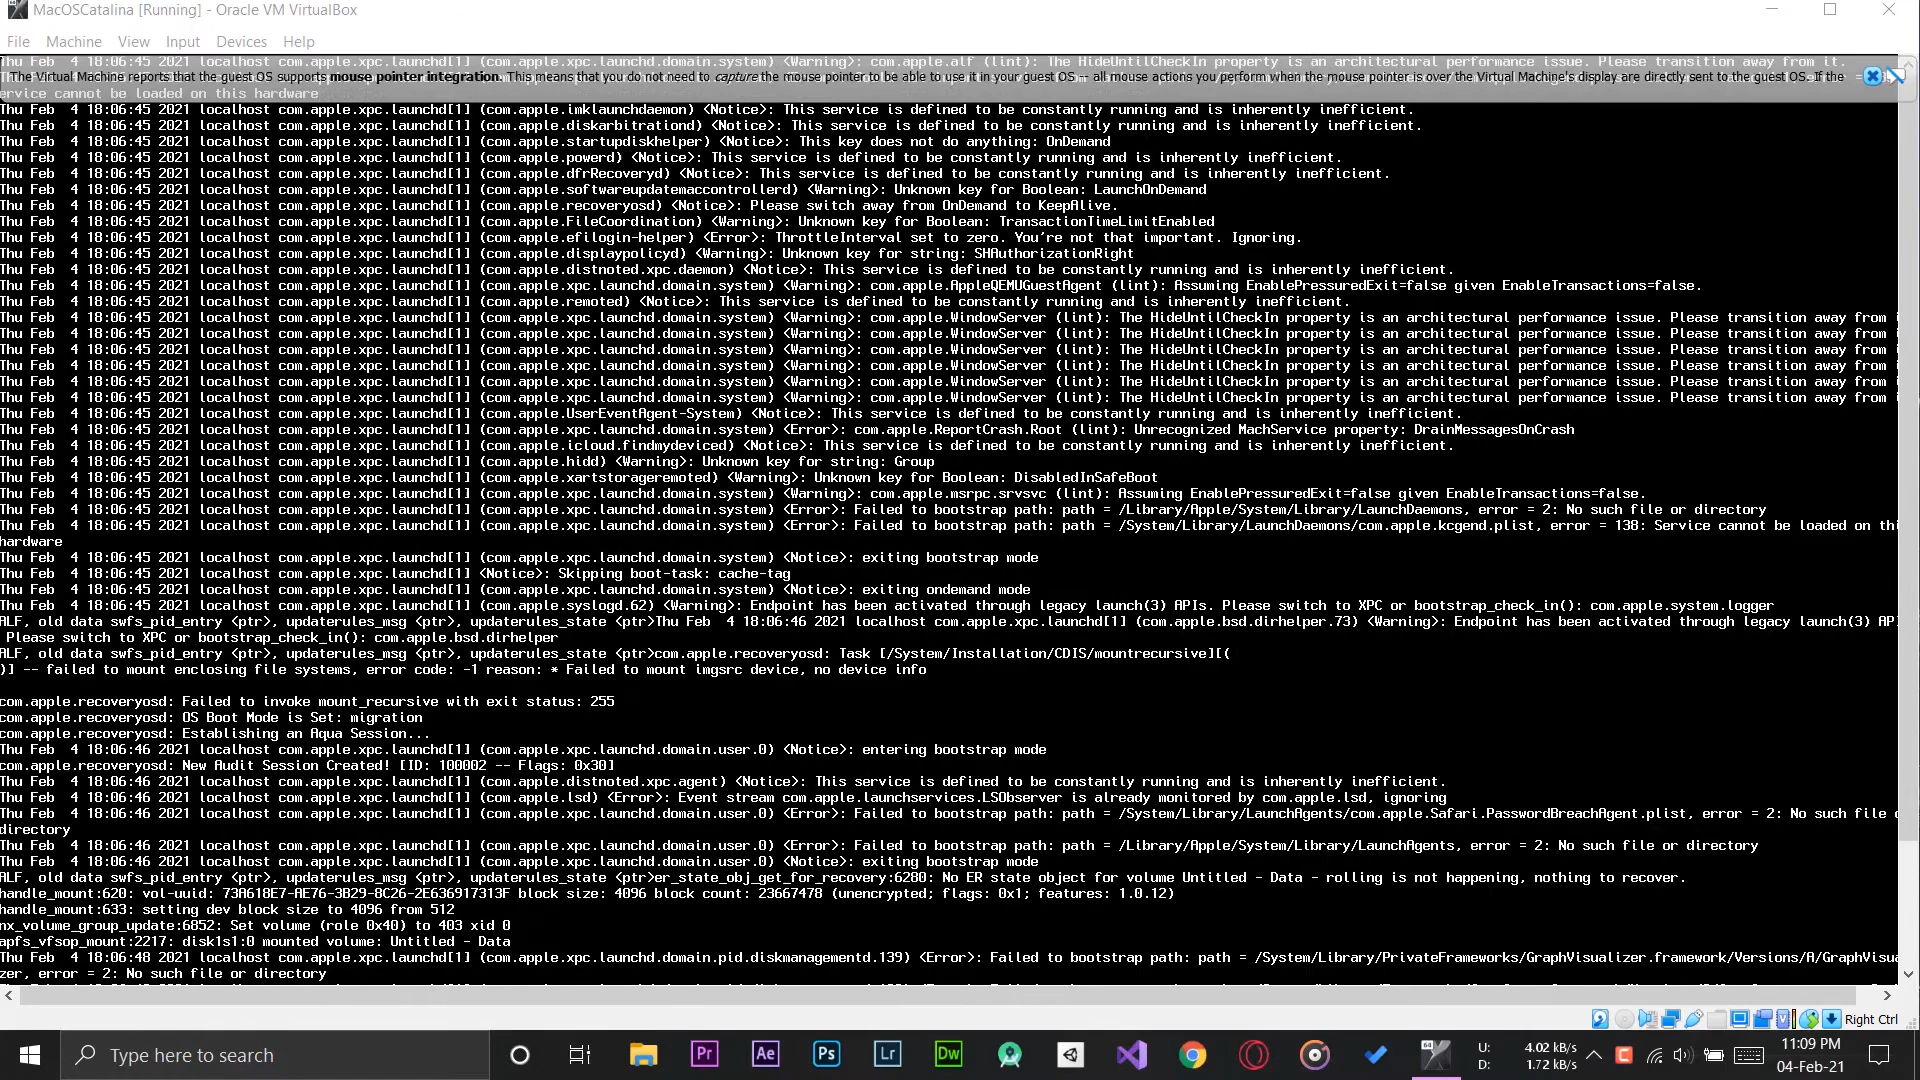 MacOSCatalina [Running] - Oracle VM VirtualBox
File Machine View Input Devices Help
Thu Feb 4 18:06:45 2021 localhost com.apple.xpc.launchd[1] (com.apple.xpc.launchd.domain.system) <Warning>: com.apple.alf (lint): The HideUntilCheckIn property is an architectural performance issue. Please transition away from it.
The Virtual Machine reports that the guest OS supports mouse pointer integration. This means that you do not need to capture the mouse pointer to be able to use it in your guest OS -- all mouse actions you perform when the mouse pointer is over the Virtual Machine's display are directly sent to the guest OS. If the
ervice cannot be loaded on this hardware
Thu Feb 4 18:06:45 2021 localhost com.apple.xpc.launchd[1] (com.apple.imklaunchdaemon) <Notice>: This service is defined to be constantly running and is inherently inefficient.
Thu Feb 4 18:06:45 2021 localhost com.apple.xpc.launchd[1] (com.apple.diskarbitrationd) <Notice>: This service is defined to be constantly running and is inherently inefficient.
Thu Feb 4 18:06:45 2021 localhost com.apple.xpc.launchd[1] (com.apple.startupdiskhelper) <Notice>: This key does not do anything: OnDemand
Thu Feb 4 18:06:45 2021 localhost com.apple.xpc.launchd[1] (com.apple.powerd) <Notice>: This service is defined to be constantly running and is inherently inefficient.
Thu Feb 4 18:06:45 2021 localhost com.apple.xpc.launchd[1] (com.apple.dfrRecoveryd) <Notice>: This service is defined to be constantly running and is inherently inefficient.
Thu Feb 4 18:06:45 2021 localhost com.apple.xpc.launchd[1] (com.apple.softwareupdatemaccontrollerd) <Warning>: Unknown key for Boolean: LaunchOnDemand
Thu Feb 4 18:06:45 2021 localhost com.apple.xpc.launchd[1] (com.apple.recoveryosd) <Notice>: Please switch away from OnDemand to KeepAlive.
Thu Feb 4 18:06:45 2021 localhost com.apple.xpc.launchd[1] (com.apple.FileCoordination) <Warning>: Unknown key for Boolean: TransactionTimeLimitEnabled
Thu Feb 4 18:06:45 2021 localhost com.apple.xpc.launchd[1] (com.apple.efilogin-helper) <Error>: ThrottleInterval set to zero. You're not that important. Ignoring.
Thu Feb 4 18:06:45 2021 localhost com.apple.xpc.launchd[1] (com.apple.displaypolicyd) <Warning>: Unknown key for string: SHAuthorizationRight
Thu Feb 4 18:06:45 2021 localhost com.apple.xpc.launchd[1] (com.apple.distnoted.xpc.daemon) <Notice>: This service is defined to be constantly running and is inherently inefficient.
Thu Feb 4 18:06:45 2021 localhost com.apple.xpc.launchd[1] (com.apple.xpc.launchd.domain.system) <Warning>: com.apple.AppleQEMUGuestAgent (lint): Assuming EnablePressuredExit=false given EnableTransactions=false.
Thu Feb 4 18:06:45 2021 localhost com.apple.xpc.launchd[1] (com.apple.remoted) <Notice>: This service is defined to be constantly running and is inherently inefficient.
Thu Feb 4 18:06:45 2021 localhost com.apple.xpc.launchd[1] (com.apple.xpc.launchd.domain.system) <Warning>: com.apple.WindowServer (lint): The HideUntilCheckIn property is an architectural performance issue. Please transition away from i
Thu Feb 4 18:06:45 2021 localhost com.apple.xpc.launchd[1] (com.apple.xpc.launchd.domain.system) <Warning>: com.apple.WindowServer (lint): The HideUntilCheckIn property is an architectural performance issue. Please transition away from i
Thu Feb 4 18:06:45 2021 localhost com.apple.xpc.launchd[1] (com.apple.xpc.launchd.domain.system) <Warning>: com.apple.WindowServer (lint): The HideUntilCheckIn property is an architectural performance issue. Please transition away from i
Thu Feb 4 18:06:45 2021 localhost com.apple.xpc.launchd[1] (com.apple.xpc.launchd.domain.system) <Warning>: com.apple.WindowServer (lint): The HideUntilCheckIn property is an architectural performance issue. Please transition away from i
Thu Feb 4 18:06:45 2021 localhost com.apple.xpc.launchd[1] (com.apple.xpc.launchd.domain.system) <Warning>: com.apple.WindowServer (lint): The HideUntilCheckIn property is an architectural performance issue. Please transition away from i
Thu Feb 4 18:06:45 2021 localhost com.apple.xpc.launchd[1] (com.apple.xpc.launchd.domain.system) <Warning>: com.apple.WindowServer (lint): The HideUntilCheckIn property is an architectural performance issue. Please transition away from i
Thu Feb 4 18:06:45 2021 localhost com.apple.xpc.launchd[1] (com.apple.UserEventAgent-System) <Notice>: This service is defined to be constantly running and is inherently inefficient.
Thu Feb 4 18:06:45 2021 localhost com.apple.xpc.launchd[1] (com.apple.xpc.launchd.domain.system) <Error>: com.apple.ReportCrash.Root (lint): Unrecognized MachService property: DrainMessagesOnCrash
Thu Feb 4 18:06:45 2021 localhost com.apple.xpc.launchd[1] (com.apple.icloud.findmydeviced) <Notice>: This service is defined to be constantly running and is inherently inefficient.
Thu Feb 4 18:06:45 2021 localhost com.apple.xpc.launchd[1] (com.apple.hidd) <Warning>: Unknown key for string: Group
Thu Feb 4 18:06:45 2021 localhost com.apple.xpc.launchd[1] (com.apple.xartstorageremoted) <Warning>: Unknown key for Boolean: DisabledInSafeBoot
Thu Feb 4 18:06:45 2021 localhost com.apple.xpc.launchd[1] (com.apple.xpc.launchd.domain.system) <Warning>: com.apple.msrpc.srvsvc (lint): Assuming EnablePressuredExit=false given EnableTransactions=false.
Thu Feb 4 18:06:45 2021 localhost com.apple.xpc.launchd[1] (com.apple.xpc.launchd.domain.system) <Error>: Failed to bootstrap path: path = /Library/Apple/System/Library/LaunchDaemons, error = 2: No such file or directory
Thu Feb 4 18:06:45 2021 localhost com.apple.xpc.launchd[1] (com.apple.xpc.launchd.domain.system) <Error>: Failed to bootstrap path: path = /System/Library/LaunchDaemons/com.apple.kcgend.plist, error = 138: Service cannot be loaded on thi
hardware
Thu Feb 4 18:06:45 2021 localhost com.apple.xpc.launchd[1] (com.apple.xpc.launchd.domain.system) <Notice>: exiting bootstrap mode
Thu Feb 4 18:06:45 2021 localhost com.apple.xpc.launchd[1] <Notice>: Skipping boot-task: cache-tag
Thu Feb 4 18:06:45 2021 localhost com.apple.xpc.launchd[1] (com.apple.xpc.launchd.domain.system) <Notice>: exiting ondemand mode
Thu Feb 4 18:06:45 2021 localhost com.apple.xpc.launchd[1] (com.apple.syslogd.62) <Warning>: Endpoint has been activated through legacy launch(3) APIs. Please switch to XPC or bootstrap_check_in(): com.apple.system.logger
ALF, old data swfs_pid_entry <ptr>, updaterules_msg <ptr>, updaterules_state <ptr>Thu Feb 4 18:06:46 2021 localhost com.apple.xpc.launchd[1] (com.apple.bsd.dirhelper.73) <Warning>: Endpoint has been activated through legacy launch(3) API
Please switch to XPC or bootstrap_check_in(): com.apple.bsd.dirhelper
ALF, old data swfs_pid_entry <ptr>, updaterules_msg <ptr>, updaterules_state <ptr>com.apple.recoveryosd: Task [/System/Installation/CDIS/mountrecursive][(
)] -- failed to mount enclosing file systems, error code: -1 reason: * Failed to mount imgsrc device, no device info
com.apple.recoveryosd: Failed to invoke mount_recursive with exit status: 255
com.apple.recoveryosd: OS Boot Mode is Set: migration
com.apple.recoveryosd: Establishing an Aqua Session...
Thu Feb 4 18:06:46 2021 localhost com.apple.xpc.launchd[1] (com.apple.xpc.launchd.domain.user.0) <Notice>: entering bootstrap mode
com.apple.recoveryosd: New Audit Session Created! [ID: 100002 -- Flags: 0x30]
Thu Feb 4 18:06:46 2021 localhost com.apple.xpc.launchd[1] (com.apple.distnoted.xpc.agent) <Notice>: This service is defined to be constantly running and is inherently inefficient.
Thu Feb 4 18:06:46 2021 localhost com.apple.xpc.launchd[1] (com.apple.lsd) <Error>: Event stream com.apple.launchservices.LSObserver is already monitored by com.apple.lsd, ignoring
Thu Feb 4 18:06:46 2021 localhost com.apple.xpc.launchd[1] (com.apple.xpc.launchd.domain.user.0) <Error>: Failed to bootstrap path: path = /System/Library/LaunchAgents/com.apple.Safari.PasswordBreachAgent.plist, error = 2: No such file o
directory
Thu Feb 4 18:06:46 2021 localhost com.apple.xpc.launchd[1] (com.apple.xpc.launchd.domain.user.0) <Error>: Failed to bootstrap path: path = /Library/Apple/System/Library/LaunchAgents, error = 2: No such file or directory
Thu Feb 4 18:06:46 2021 localhost com.apple.xpc.launchd[1] (com.apple.xpc.launchd.domain.user.0) <Notice>: exiting bootstrap mode
ALF, old data swfs_pid_entry <ptr>, updaterules_msg <ptr>, updaterules_state <ptr>er_state_obj_get_for_recovery:6280: No ER state object for volume Untitled - Data - rolling is not happening, nothing to recover.
handle_mount:620: vol-uuid: 73A618E7-AE76-3B29-8C26-2E636917313F block size: 4096 block count: 23667478 (unencrypted; flags: 0x1; features: 1.0.12)
handle_mount:633: setting dev block size to 4096 from 512
nx_volume_group_update:6852: Set volume (role 0x40) to 403 xid 0
apfs_vfsop_mount:2217: disk1s1:0 mounted volume: Untitled - Data
Thu Feb 4 18:06:48 2021 localhost com.apple.xpc.launchd[1] (com.apple.xpc.launchd.domain.pid.diskmanagementd.139) <Error>: Failed to bootstrap path: path = /System/Library/PrivateFrameworks/GraphVisualizer.framework/Versions/A/GraphVisua
zer, error = 2: No such file or directory
Right Ctrl
Type here to search
Pr
Ae
Ps
Lr
Dw
U: 4.02 kB/s
D: 1.72 kB/s
11:09 PM
04-Feb-21